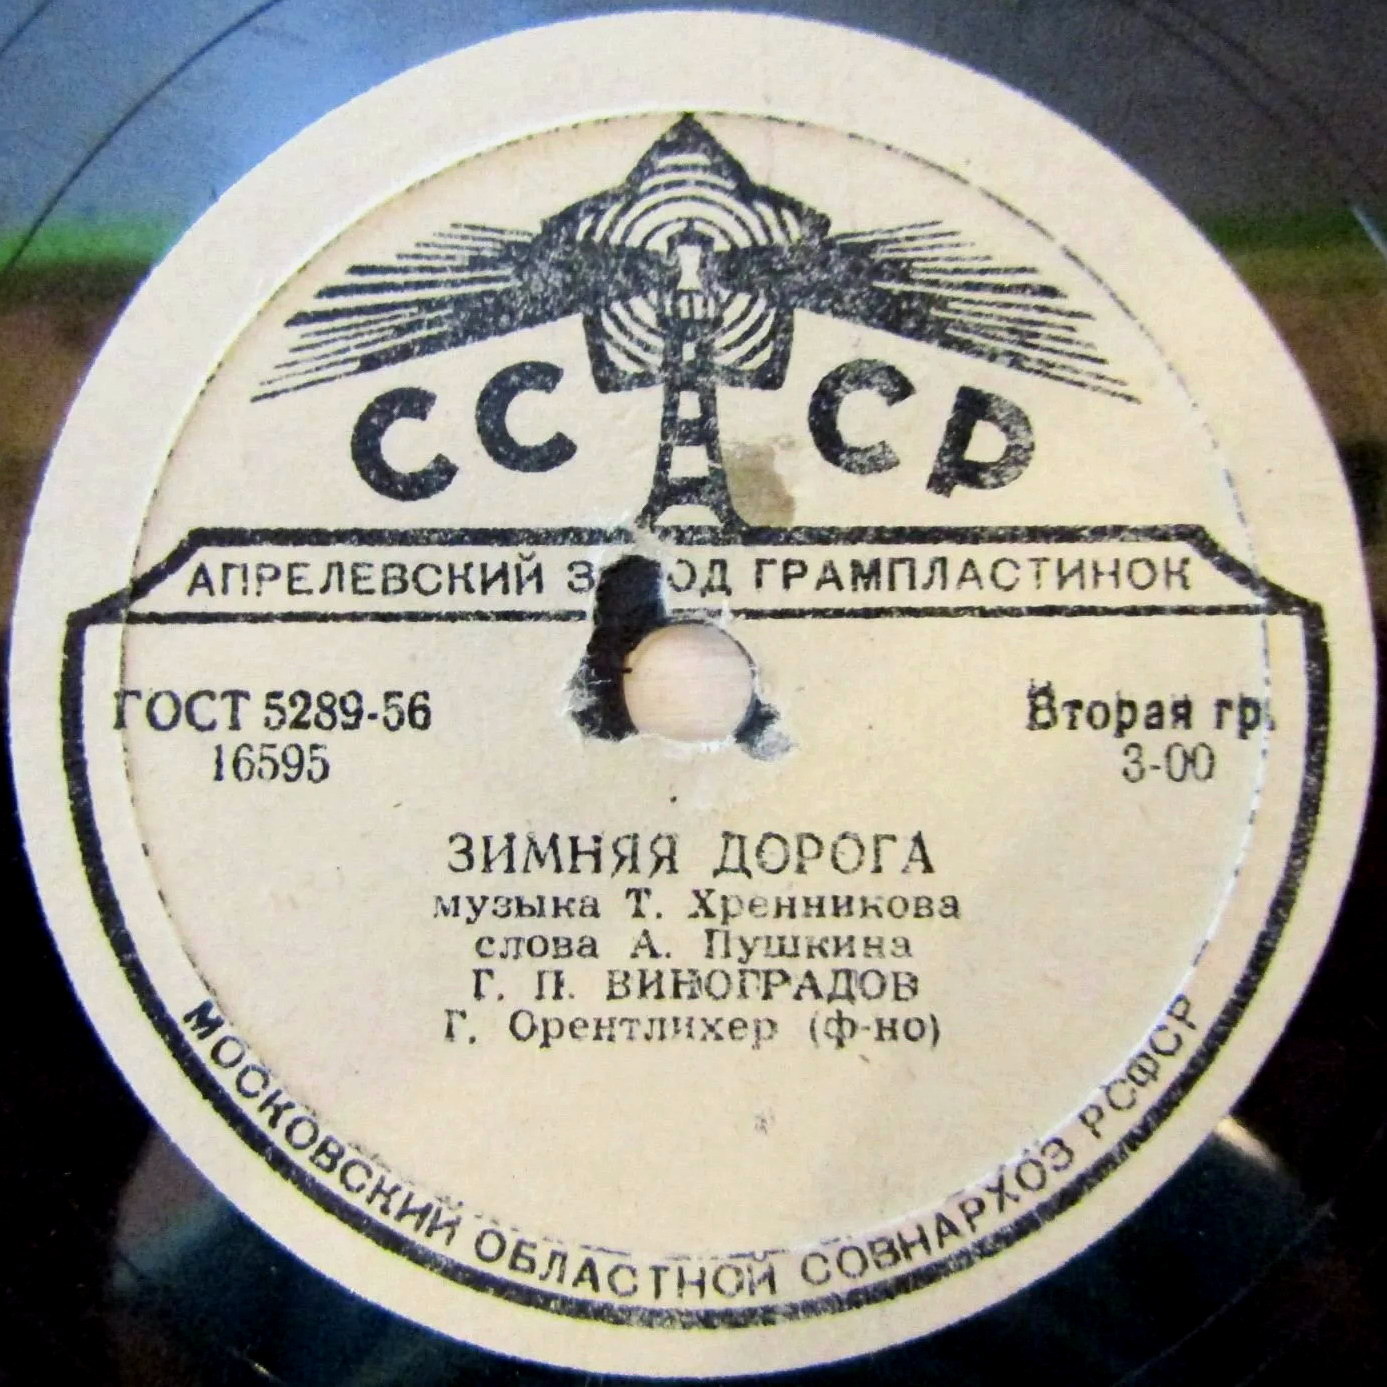 СССР
АПРЕЛЕВСКИЙ ЗАВОД ГРАМПЛАСТИНОК
ГОСТ 5289-56
16595
Вторая гр.
3-00
ЗИМНЯЯ ДОРОГА
музыка Т. Хренникова
слова А. Пушкина
Г. П. ВИНОГРАДОВ
Г. Орентлихер (ф-но)
МОСКОВСКИЙ ОБЛАСТНОЙ СОВНАРХОЗ РСФСР